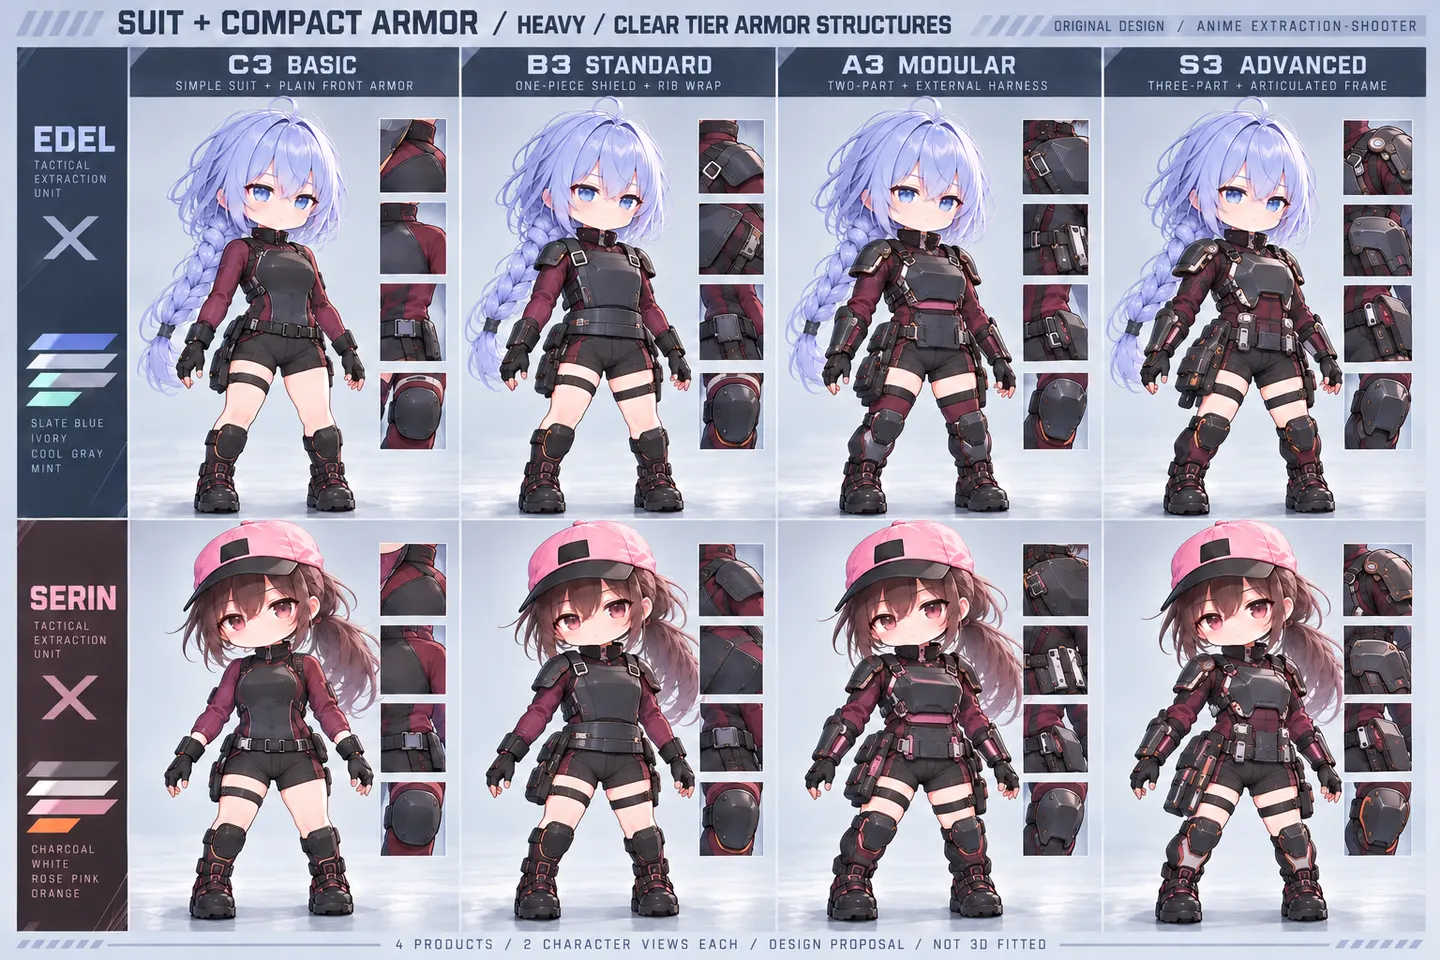 SUIT + COMPACT ARMOR / HEAVY / CLEAR TIER ARMOR STRUCTURES
ORIGINAL DESIGN / ANIME EXTRACTION-SHOOTER
C3 BASIC
SIMPLE SUIT + PLAIN FRONT ARMOR
B3 STANDARD
ONE-PIECE SHIELD + RIB WRAP
A3 MODULAR
TWO-PART + EXTERNAL HARNESS
S3 ADVANCED
THREE-PART + ARTICULATED FRAME
EDEL
TACTICAL
EXTRACTION
UNIT
SLATE BLUE
IVORY
COOL GRAY
MINT
SERIN
TACTICAL
EXTRACTION
UNIT
CHARCOAL
WHITE
ROSE PINK
ORANGE
4 PRODUCTS / 2 CHARACTER VIEWS EACH / DESIGN PROPOSAL / NOT 3D FITTED